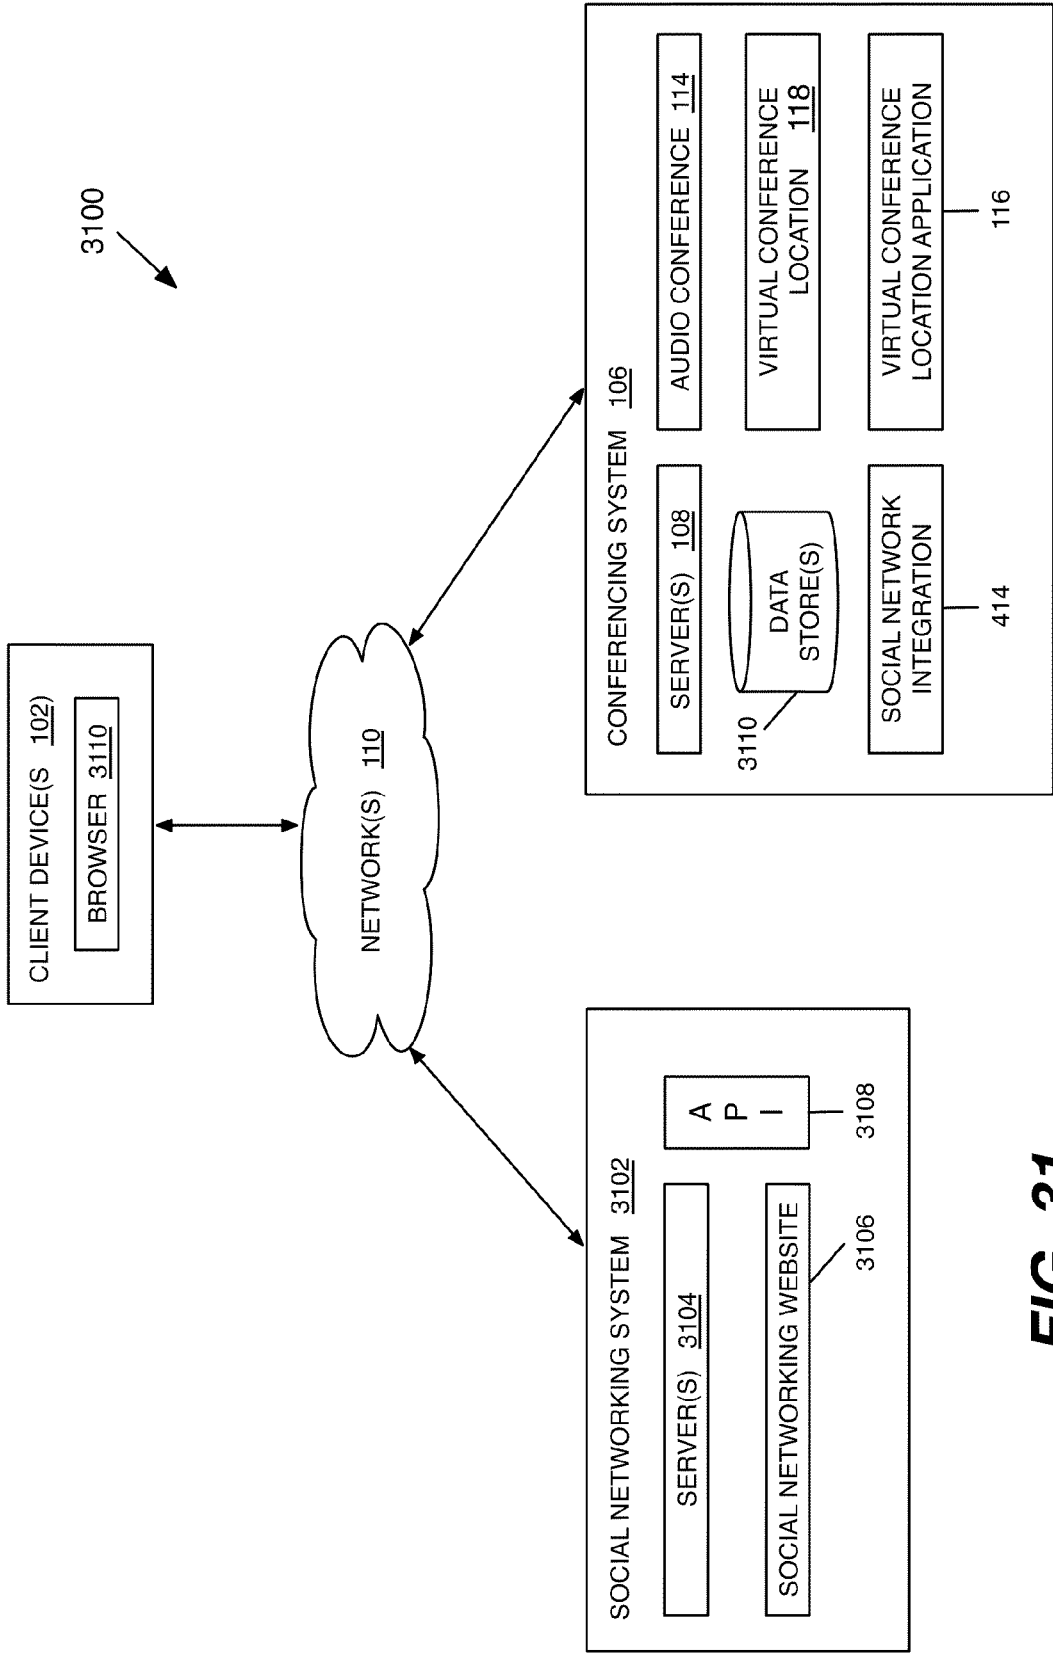 3100
CLIENT DEVICE(S 102)
BROWSER 3110
NETWORK(S) 110
SOCIAL NETWORKING SYSTEM 3102
SERVER(S) 3104
A
P
I
3108
SOCIAL NETWORKING WEBSITE
3106
CONFERENCING SYSTEM 106
SERVER(S) 108
AUDIO CONFERENCE 114
DATA
STORE(S)
3110
VIRTUAL CONFERENCE
LOCATION 118
SOCIAL NETWORK
INTEGRATION
414
VIRTUAL CONFERENCE
LOCATION APPLICATION
116
FIG. 31